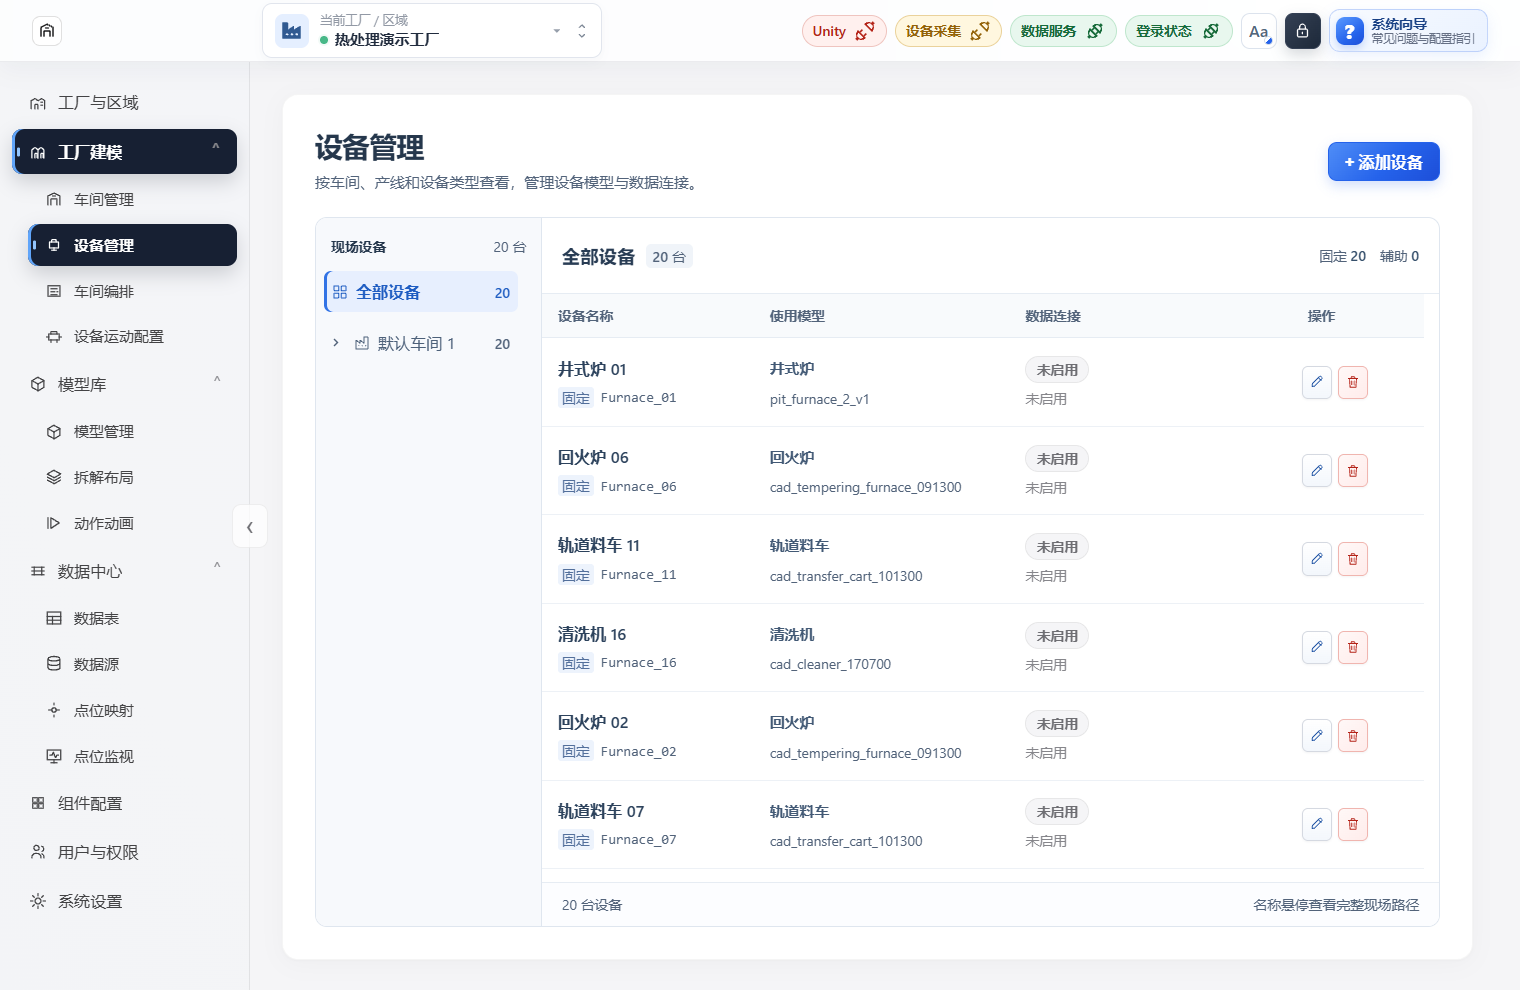 当前工厂 / 区域
热处理演示工厂
Unity
设备采集
数据服务
登录状态
Aa
?
系统向导
常见问题与配置指引
工厂与区域
工厂建模
车间管理
设备管理
车间编排
设备运动配置
模型库
模型管理
拆解布局
动作动画
数据中心
数据表
数据源
点位映射
点位监视
组件配置
用户与权限
系统设置
设备管理
按车间、产线和设备类型查看，管理设备模型与数据连接。
+ 添加设备
现场设备 20 台
全部设备 20
默认车间 1 20
全部设备 20 台 固定 20 辅助 0
设备名称 使用模型 数据连接 操作
井式炉 01 井式炉 未启用
固定 Furnace_01 pit_furnace_2_v1 未启用
回火炉 06 回火炉 未启用
固定 Furnace_06 cad_tempering_furnace_091300 未启用
轨道料车 11 轨道料车 未启用
固定 Furnace_11 cad_transfer_cart_101300 未启用
清洗机 16 清洗机 未启用
固定 Furnace_16 cad_cleaner_170700 未启用
回火炉 02 回火炉 未启用
固定 Furnace_02 cad_tempering_furnace_091300 未启用
轨道料车 07 轨道料车 未启用
固定 Furnace_07 cad_transfer_cart_101300 未启用
20 台设备 名称悬停查看完整现场路径